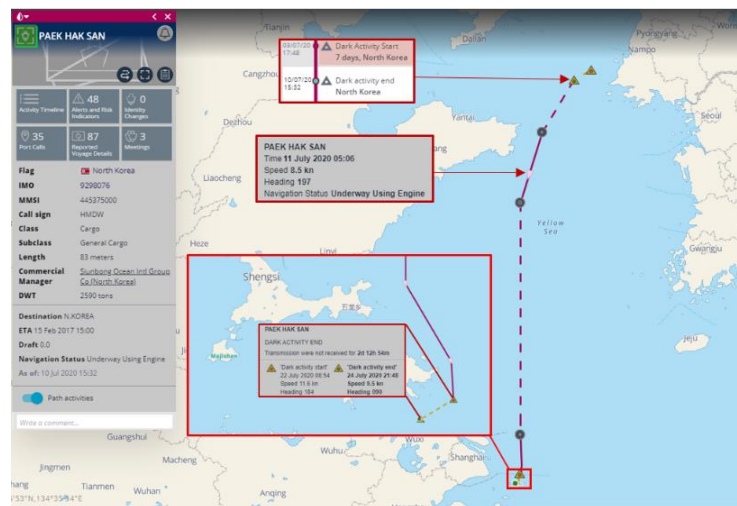 PAEK HAK SAN
Activity Timeline
48
Alerts and Risk
Indicators
0
Identity
Changes
35
Port Calls
87
Reported
Voyage Details
3
Meetings
Flag North Korea
IMO 9298076
MMSI 445375000
Call sign HMDW
Class Cargo
Subclass General Cargo
Length 83 meters
Commercial Sunbong Ocean Intl Group
Manager Co (North Korea)
DWT 2590 tons
Destination N.KOREA
ETA 15 Feb 2017 15:00
Draft 0.0
Navigation Status Underway Using Engine
As of: 10 Jul 2020 15:32
Path activities
Write a comment...
03/07/20 Dark Activity Start
17:48 7 days, North Korea
10/07/20 Dark activity end
15:32 North Korea
PAEK HAK SAN
Time 11 July 2020 05:06
Speed 8.5 kn
Heading 197
Navigation Status Underway Using Engine
Shengsi
Majishan
PAEK HAK SAN
DARK ACTIVITY END
Transmission were not received for 2d 12h 54m
'Dark activity start' 'Dark activity end'
22 July 2020 08:54 24 July 2020 21:48
Speed 11.6 kn Speed 9.5 kn
Heading 184 Heading 099
Tianjin
Dalian
Pyongyang
Nampo
Cangzhou
Seoul
Yantai
Dezhou
Liaocheng
Yellow
Sea
Gwangju
Heze
Linyi
Jeju
Guangshui
Macheng
Wuhu
Wuxi
Shanghai
Jingmen
Tianmen
Wuhan
Anqing